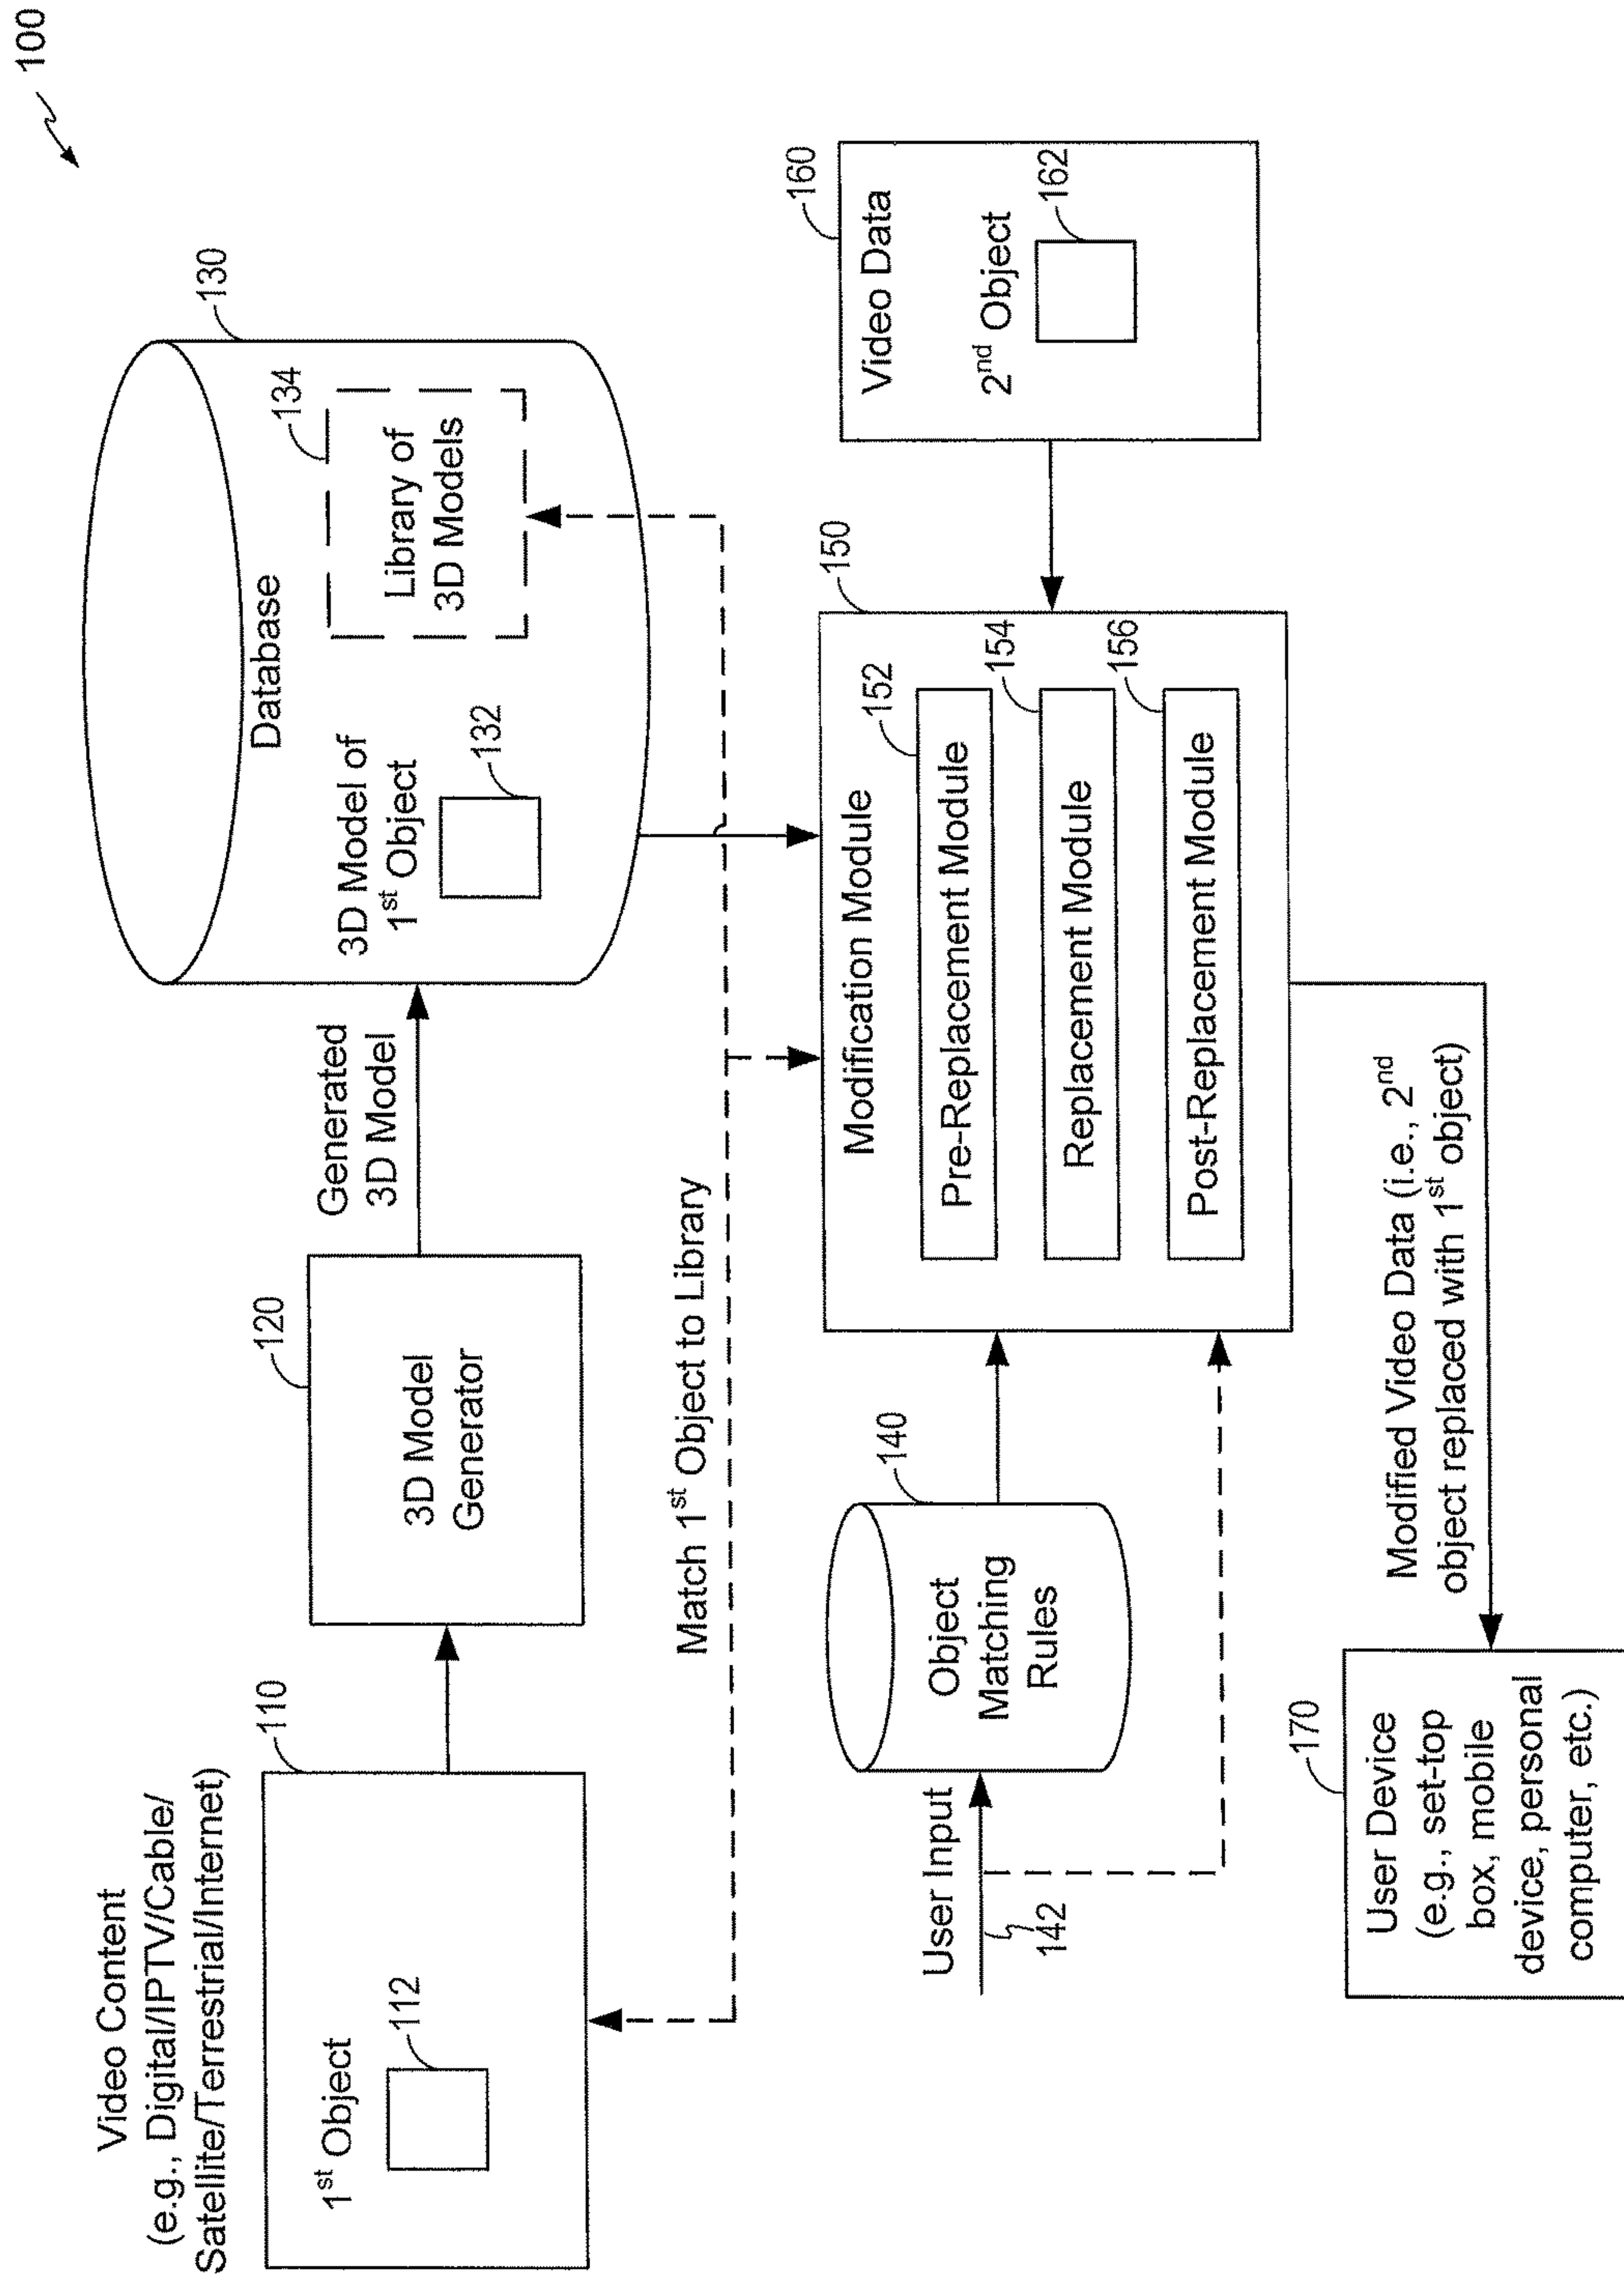 100
Video Content
(e.g., Digital/IPTV/Cable/
Satellite/Terrestrial/Internet)
110
1st Object
112
120
3D Model
Generator
Generated
3D Model
130
Database
3D Model of
1st Object
132
134
Library of
3D Models
Match 1st Object to Library
User Input
142
140
Object
Matching
Rules
150
Modification Module
152
Pre-Replacement Module
154
Replacement Module
156
Post-Replacement Module
160
Video Data
2nd Object
162
Modified Video Data (i.e., 2nd
object replaced with 1st object)
170
User Device
(e.g., set-top
box, mobile
device, personal
computer, etc.)